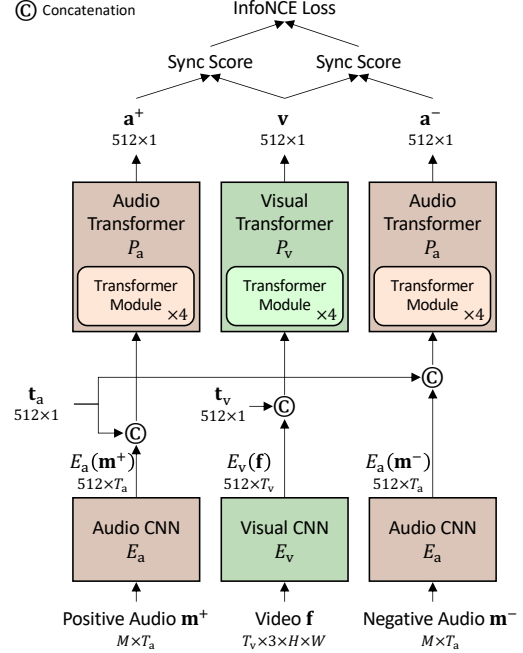 Ⓒ Concatenation
InfoNCE Loss
Sync Score Sync Score
a⁺ v a⁻
512×1 512×1 512×1
Audio Visual Audio
Transformer Transformer Transformer
Pₐ Pᵥ Pₐ
Transformer Transformer Transformer
Module ×4 Module ×4 Module ×4
Ⓒ
tₐ tᵥ
512×1 512×1
Ⓒ
Ⓒ
Eₐ(m⁺) Eᵥ(f) Eₐ(m⁻)
512×Tₐ 512×Tᵥ 512×Tₐ
Audio CNN Visual CNN Audio CNN
Eₐ Eᵥ Eₐ
Positive Audio m⁺ Video f Negative Audio m⁻
M×Tₐ Tᵥ×3×H×W M×Tₐ